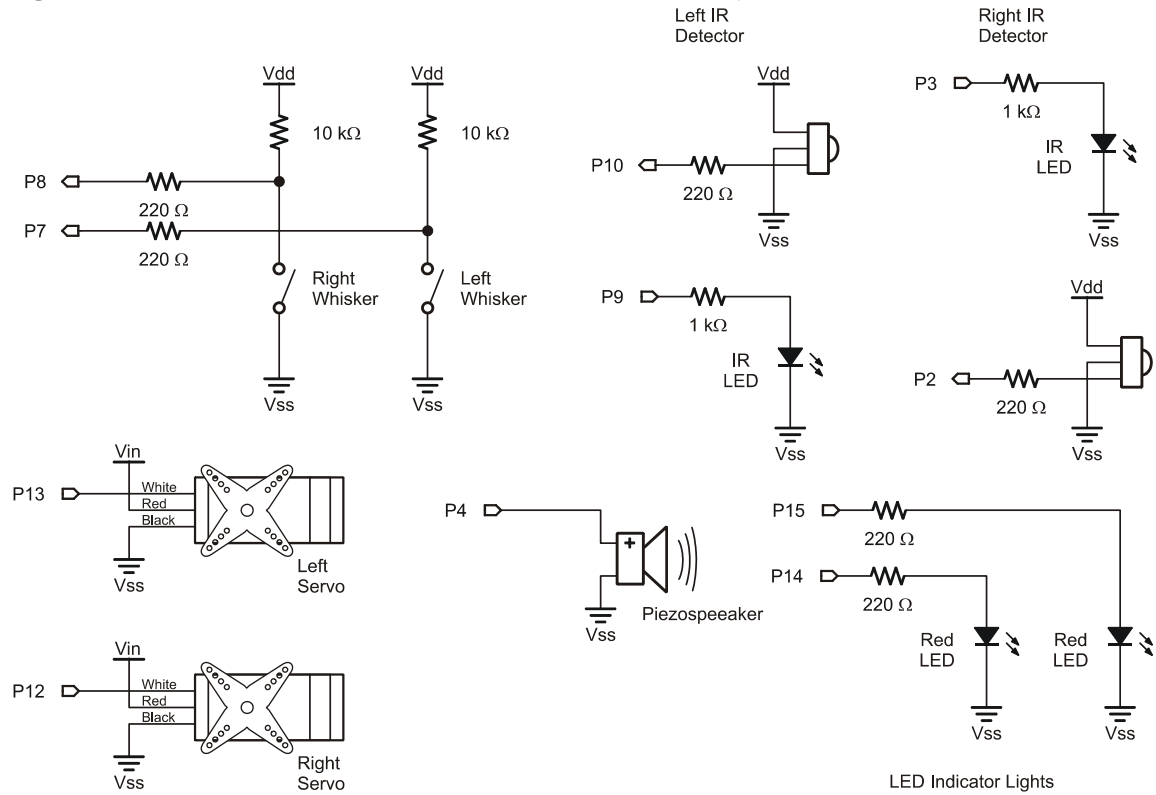 Left IR
Detector
Right IR
Detector
Vdd
Vdd
10 kΩ
10 kΩ
P8
220 Ω
P7
220 Ω
Right
Whisker
Left
Whisker
Vss
Vss
Vdd
P10
220 Ω
Vss
P3
1 kΩ
IR
LED
Vss
P9
1 kΩ
IR
LED
Vss
Vdd
P2
220 Ω
Vss
Vin
P13
White
Red
Black
Vss
Left
Servo
P4
+
Vss
Piezospeeaker
P15
220 Ω
P14
220 Ω
Red
LED
Red
LED
Vss
Vss
Vin
P12
White
Red
Black
Vss
Right
Servo
LED Indicator Lights